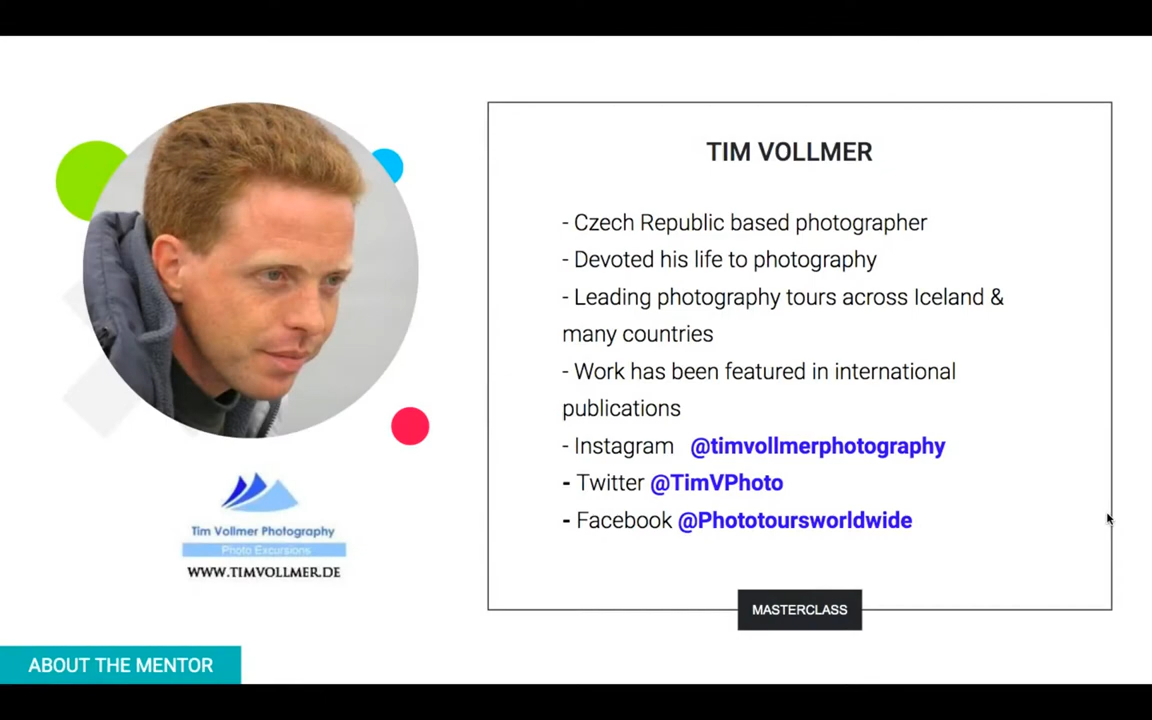 TIM VOLLMER
- Czech Republic based photographer
- Devoted his life to photography
- Leading photography tours across Iceland &
many countries
- Work has been featured in international
publications
- Instagram @timvollmerphotography
- Twitter @TimVPhoto
- Facebook @Phototoursworldwide
MASTERCLASS
Tim Vollmer Photography
Photo Excursions
WWW.TIMVOLLMER.DE
ABOUT THE MENTOR